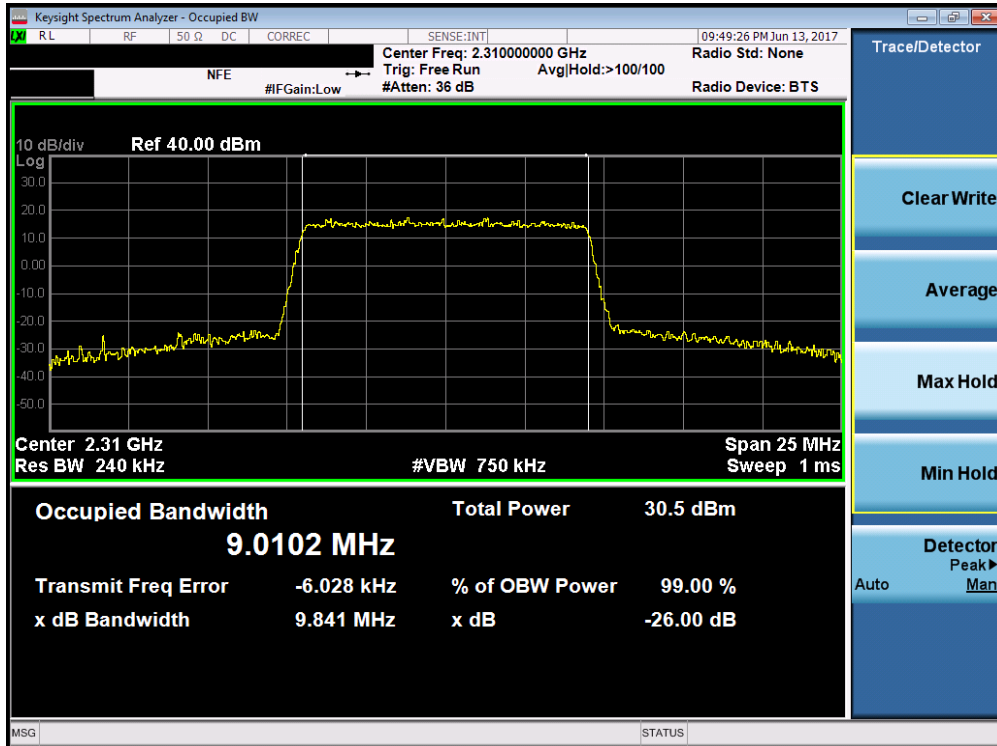 Keysight Spectrum Analyzer - Occupied BW
LXI RL RF 50 Ω DC CORREC SENSE:INT 09:49:26 PM Jun 13, 2017
Center Freq: 2.310000000 GHz Radio Std: None
NFE Trig: Free Run Avg|Hold:>100/100
#IFGain:Low #Atten: 36 dB Radio Device: BTS
Trace/Detector
Clear Write
Average
Max Hold
Min Hold
Detector
Peak▶
Auto Man
10 dB/div Ref 40.00 dBm
Log
30.0
20.0
10.0
0.00
-10.0
-20.0
-30.0
-40.0
-50.0
Center 2.31 GHz Span 25 MHz
Res BW 240 kHz #VBW 750 kHz Sweep 1 ms
Occupied Bandwidth Total Power 30.5 dBm
9.0102 MHz
Transmit Freq Error -6.028 kHz % of OBW Power 99.00 %
x dB Bandwidth 9.841 MHz x dB -26.00 dB
MSG STATUS